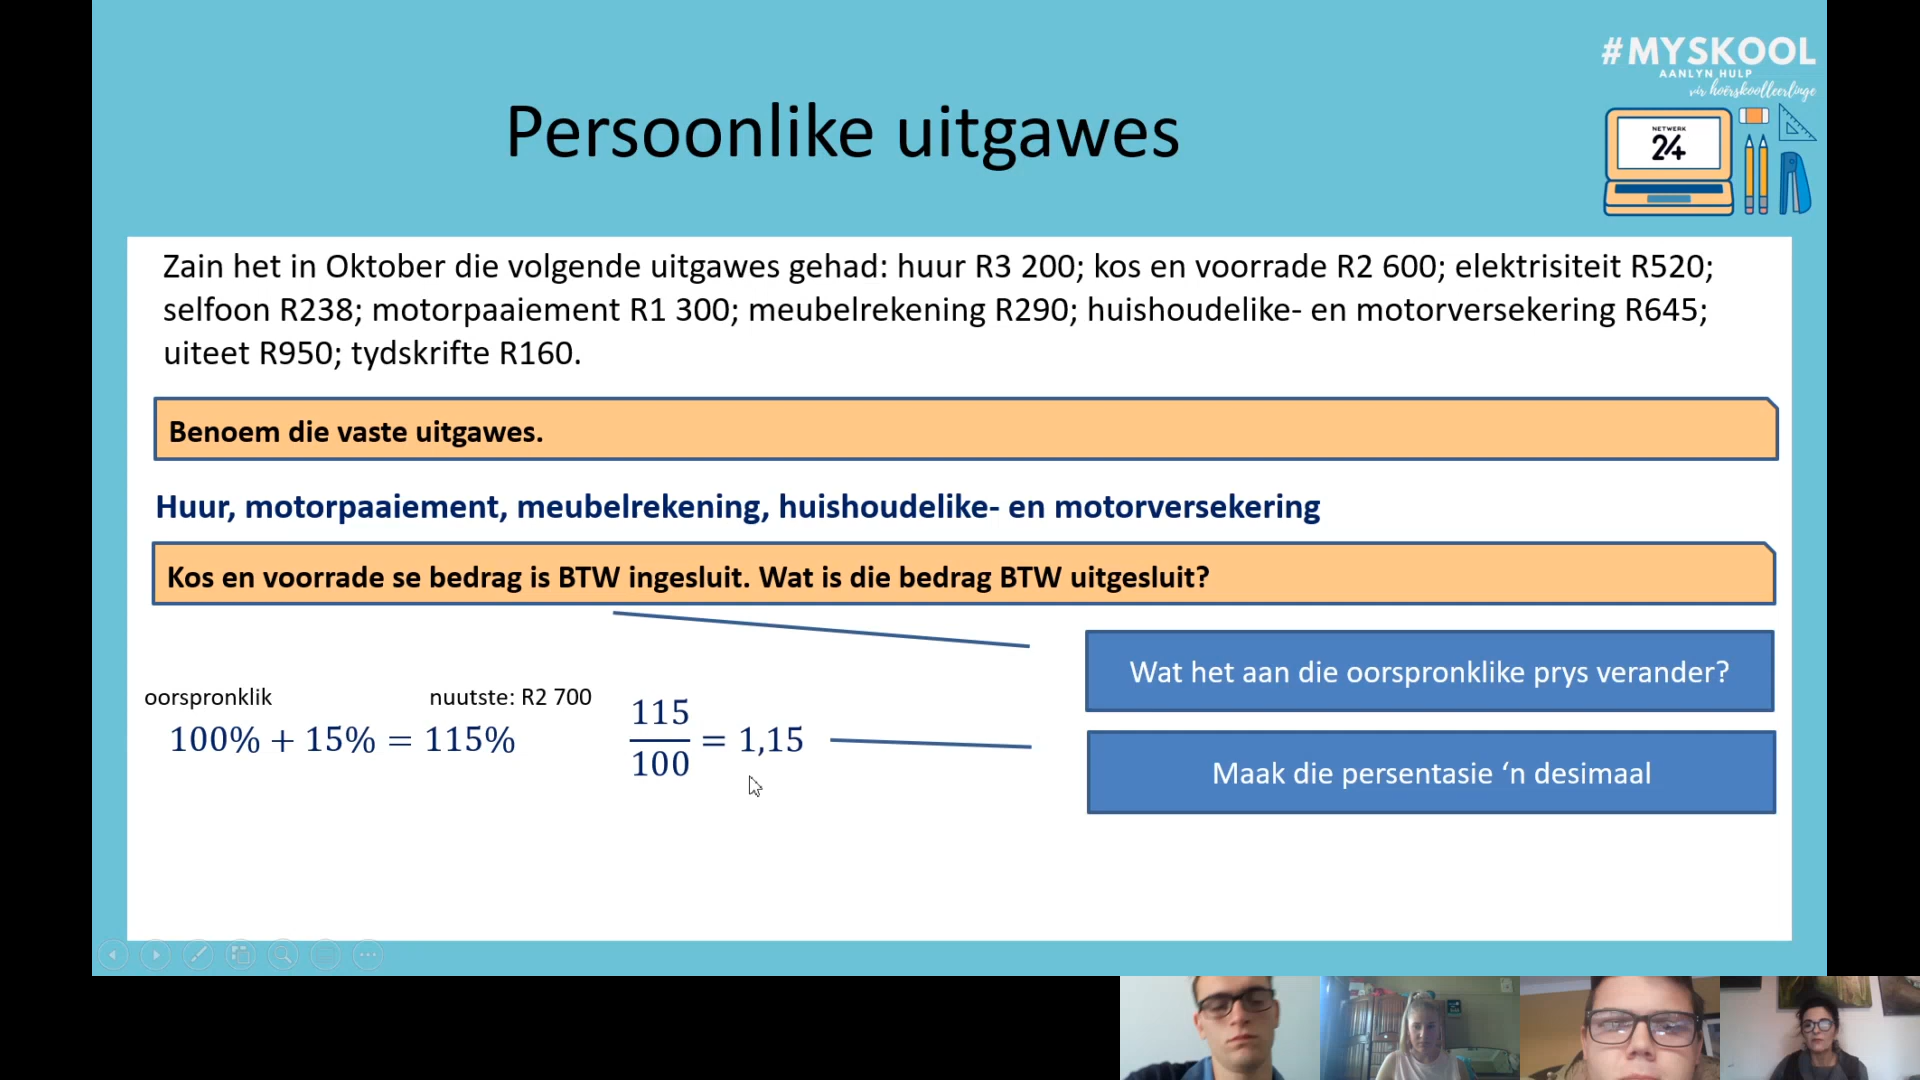 #MYSKOOL
AANLYN HULP
vir hoërskoolleerlinge
NETWERK
24
Persoonlike uitgawes
Zain het in Oktober die volgende uitgawes gehad: huur R3 200; kos en voorrade R2 600; elektrisiteit R520;
selfoon R238; motorpaaiement R1 300; meubelrekening R290; huishoudelike- en motorversekering R645;
uiteet R950; tydskrifte R160.
Benoem die vaste uitgawes.
Huur, motorpaaiement, meubelrekening, huishoudelike- en motorversekering
Kos en voorrade se bedrag is BTW ingesluit. Wat is die bedrag BTW uitgesluit?
Wat het aan die oorspronklike prys verander?
oorspronklik nuutste: R2 700
100% + 15% = 115%
115/100 = 1,15
Maak die persentasie ‘n desimaal